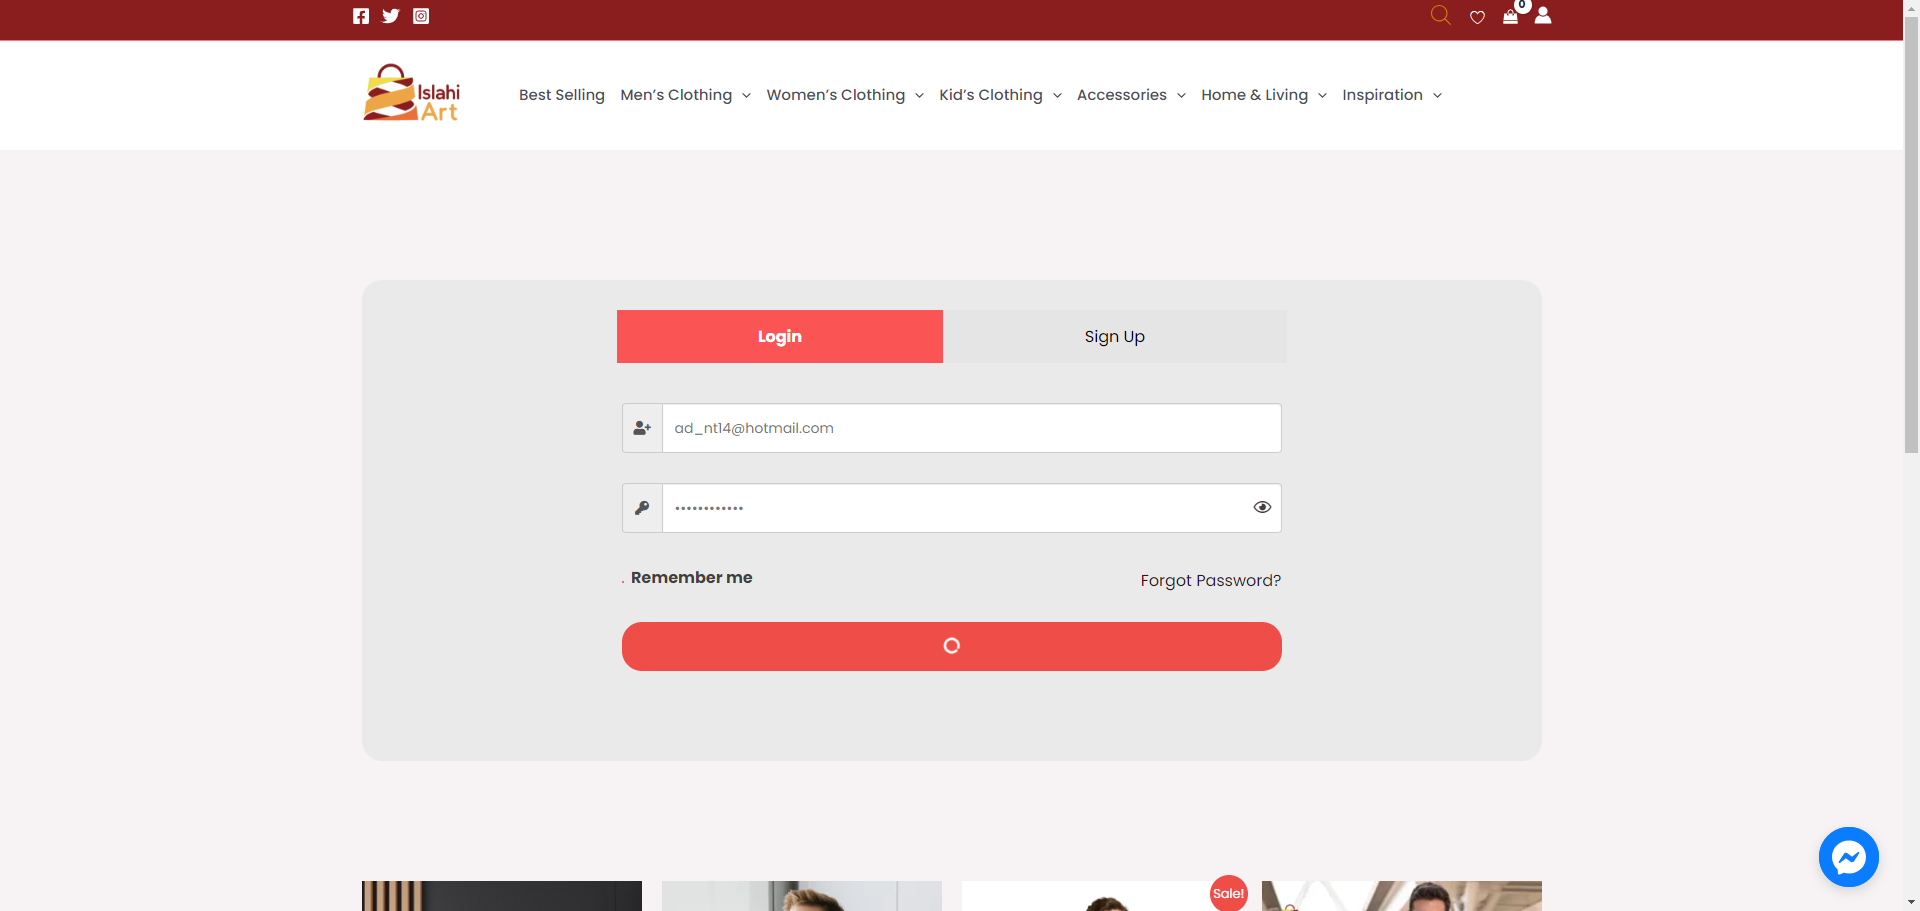 0
Islahi
Art
Best Selling
Men’s Clothing
Women’s Clothing
Kid’s Clothing
Accessories
Home & Living
Inspiration
Login
Sign Up
ad_nt14@hotmail.com
••••••••••••
Remember me
Forgot Password?
Sale!